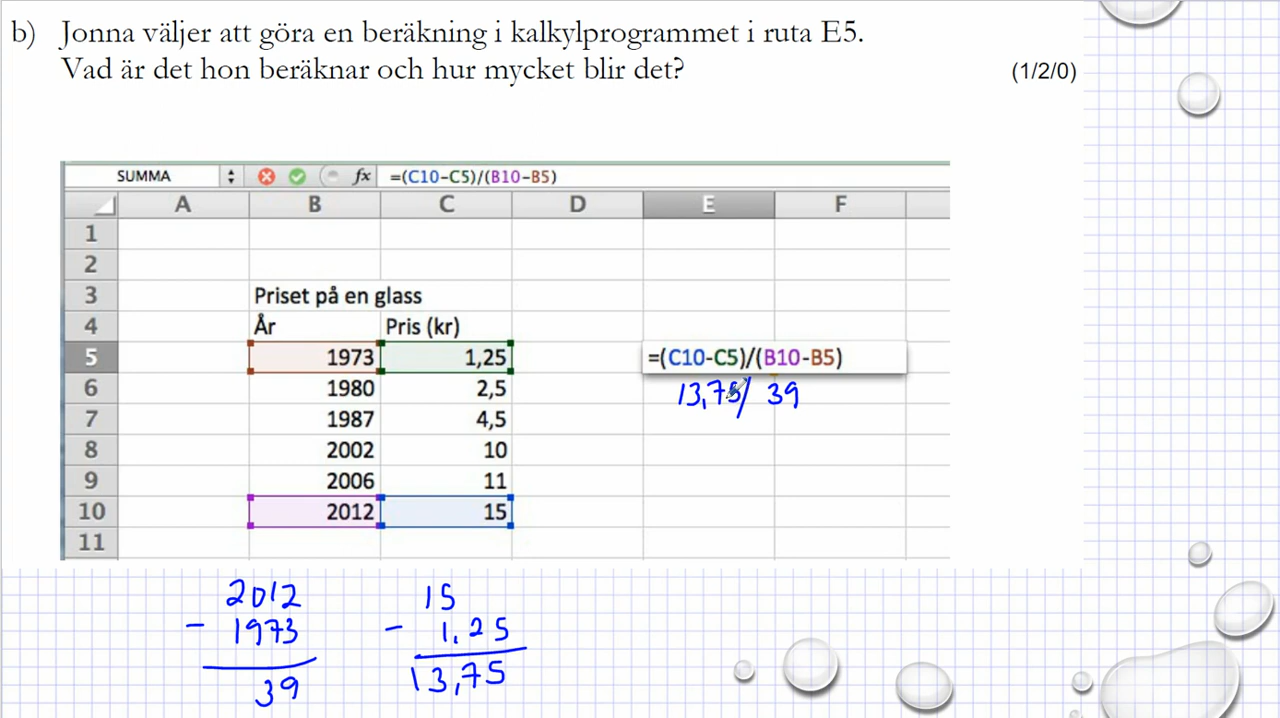 b) Jonna väljer att göra en beräkning i kalkylprogrammet i ruta E5.
Vad är det hon beräknar och hur mycket blir det? (1/2/0)
SUMMA fx =(C10-C5)/(B10-B5)
A B C D E F
1
2
3 Priset på en glass
4 År Pris (kr)
5 1973 1,25 =(C10-C5)/(B10-B5)
6 1980 2,5 13,75/ 39
7 1987 4,5
8 2002 10
9 2006 11
10 2012 15
11
2012
- 1973
39
15
- 1,25
13,75